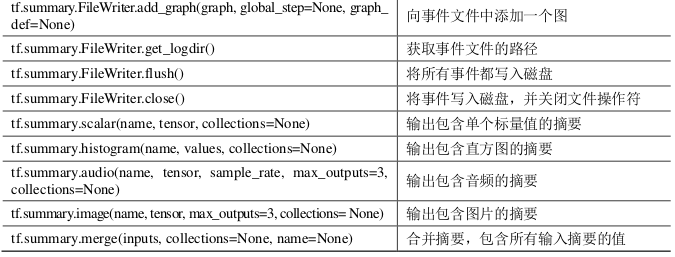 tf.summary.FileWriter.add_graph(graph, global_step=None, graph_
def=None)
向事件文件中添加一个图
tf.summary.FileWriter.get_logdir()
获取事件文件的路径
tf.summary.FileWriter.flush()
将所有事件都写入磁盘
tf.summary.FileWriter.close()
将事件写入磁盘，并关闭文件操作符
tf.summary.scalar(name, tensor, collections=None)
输出包含单个标量值的摘要
tf.summary.histogram(name, values, collections=None)
输出包含直方图的摘要
tf.summary.audio(name, tensor, sample_rate, max_outputs=3,
collections=None)
输出包含音频的摘要
tf.summary.image(name, tensor, max_outputs=3, collections= None)
输出包含图片的摘要
tf.summary.merge(inputs, collections=None, name=None)
合并摘要，包含所有输入摘要的值